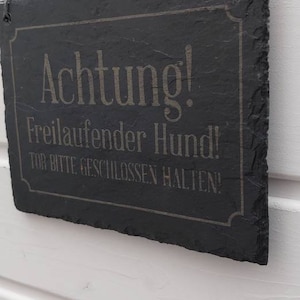 Achtung!
Freilaufender Hund!
TOR BITTE GESCHLOSSEN HALTEN!